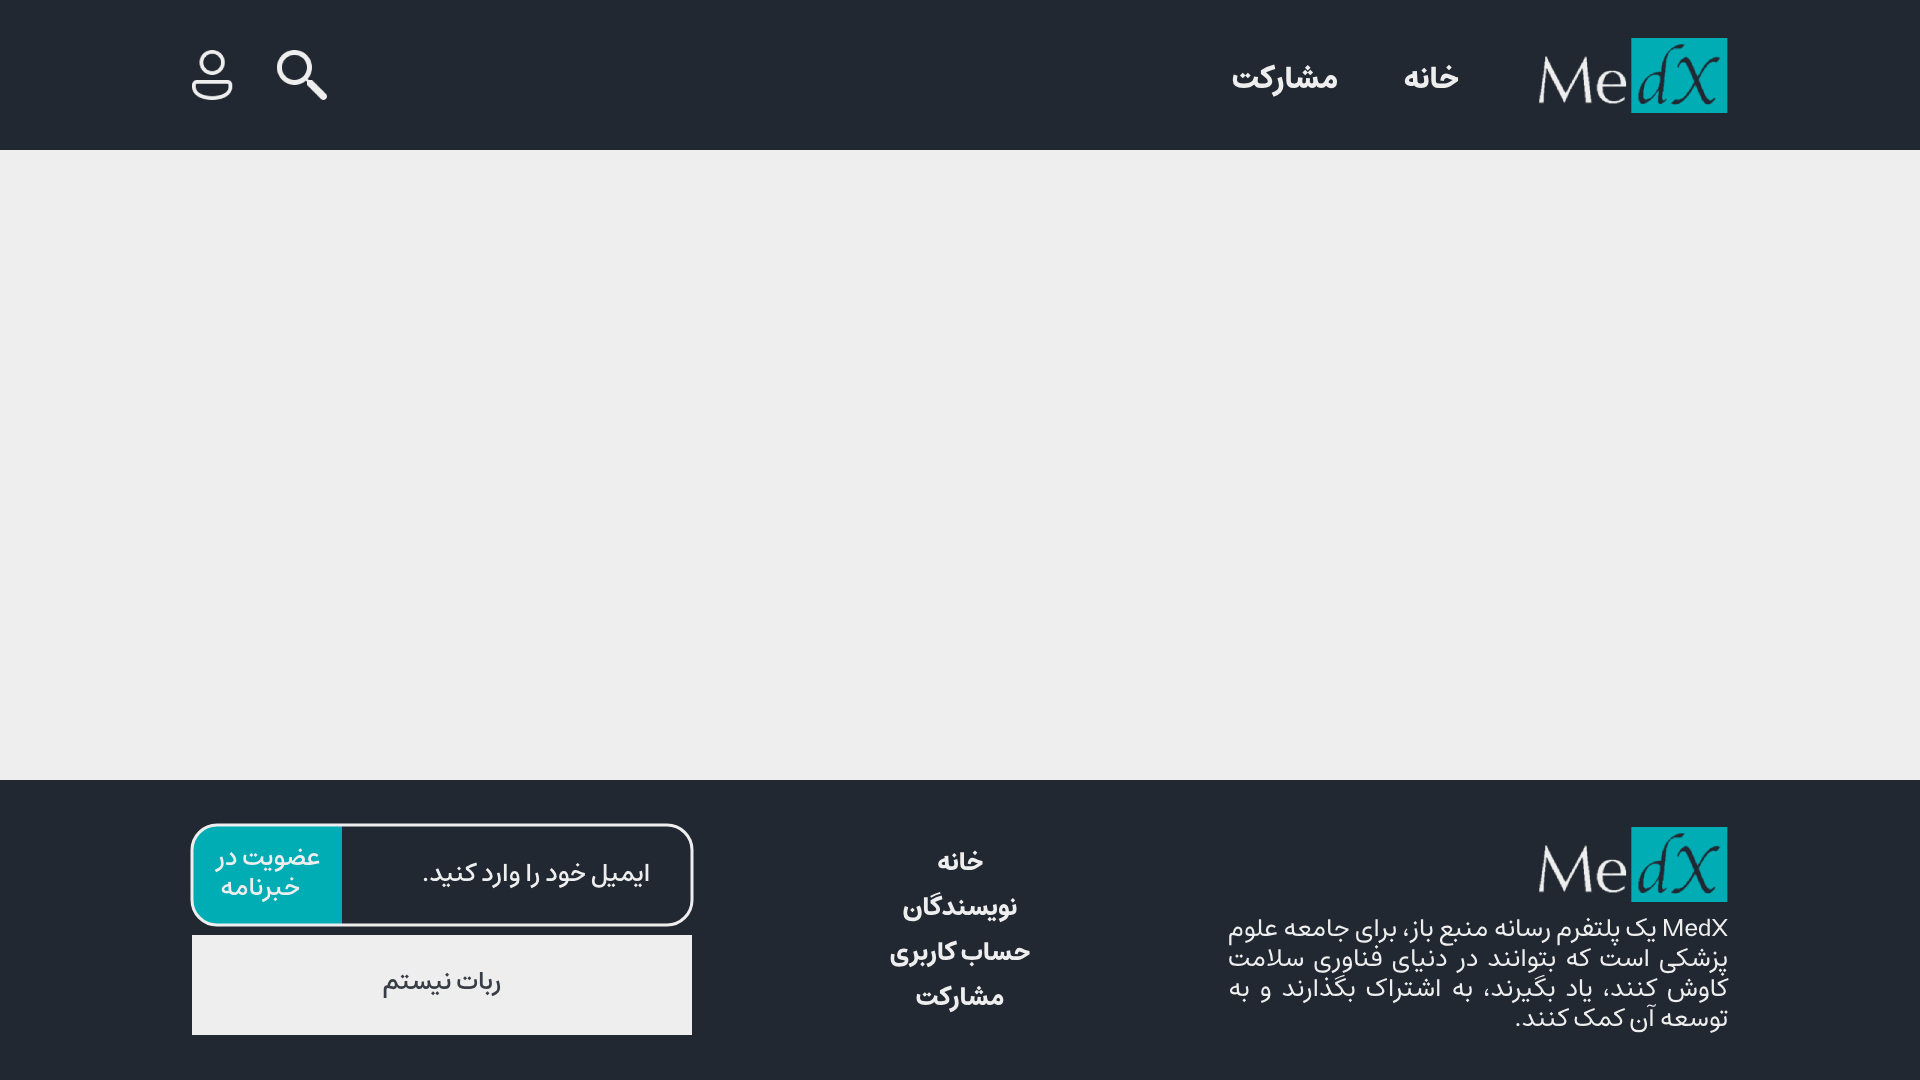 MedX
خانه
مشارکت
MedX
MedX یک پلتفرم رسانه منبع باز، برای جامعه علوم
پزشکی است که بتوانند در دنیای فناوری سلامت
کاوش کنند، یاد بگیرند، به اشتراک بگذارند و به
توسعه آن کمک کنند.
خانه
نویسندگان
حساب کاربری
مشارکت
ایمیل خود را وارد کنید.
عضویت در
خبرنامه
ربات نیستم